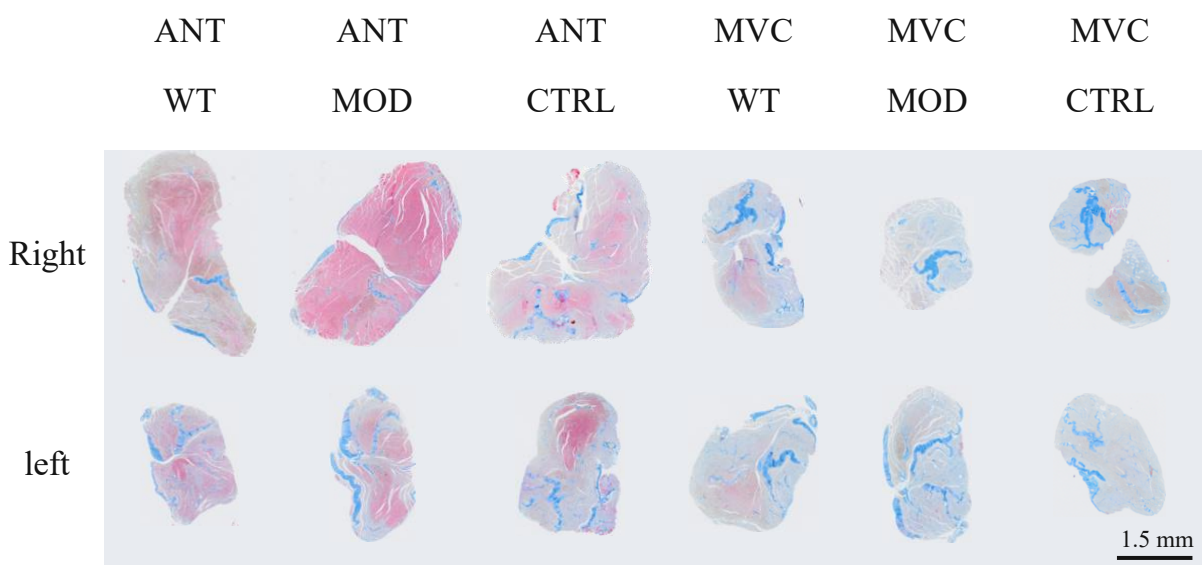 ANT ANT ANT MVC MVC MVC
WT MOD CTRL WT MOD CTRL
Right
left
1.5 mm